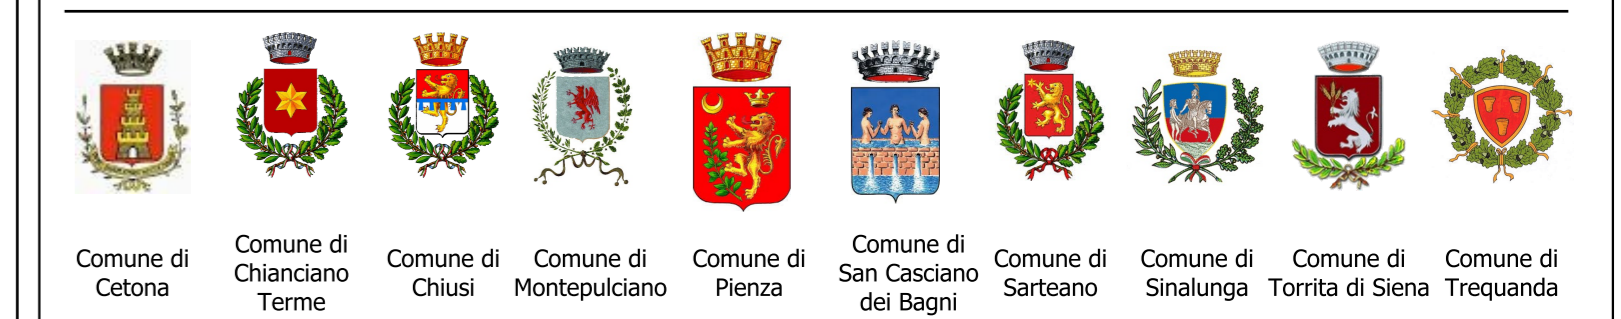 Comune di
Cetona
Comune di
Chianciano
Terme
Comune di
Chiusi
Comune di
Montepulciano
Comune di
Pienza
Comune di
San Casciano
dei Bagni
Comune di
Sarteano
Comune di
Sinalunga
Comune di
Torrita di Siena
Comune di
Trequanda